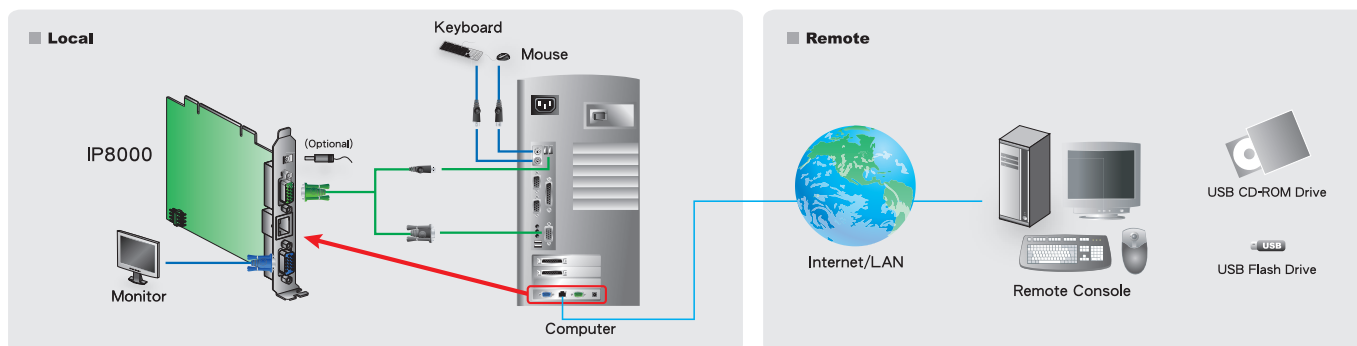 Local
Keyboard
Mouse
IP8000
(Optional)
Monitor
Computer
Remote
Internet/LAN
Remote Console
USB CD-ROM Drive
USB
USB Flash Drive